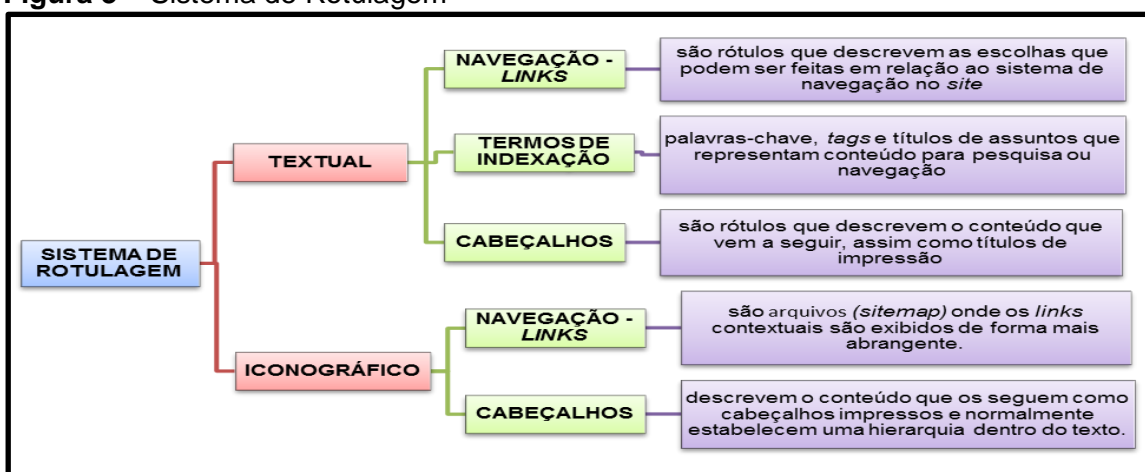 Figura 3 – Sistema de Rotulagem
NAVEGAÇÃO -
LINKS
são rótulos que descrevem as escolhas que
podem ser feitas em relação ao sistema de
navegação no site
TEXTUAL
TERMOS DE
INDEXAÇÃO
palavras-chave, tags e títulos de assuntos que
representam conteúdo para pesquisa ou
navegação
CABEÇALHOS
são rótulos que descrevem o conteúdo que
vem a seguir, assim como títulos de
impressão
SISTEMA DE
ROTULAGEM
NAVEGAÇÃO -
LINKS
são arquivos (sitemap) onde os links
contextuais são exibidos de forma mais
abrangente.
ICONOGRÁFICO
CABEÇALHOS
descrevem o conteúdo que os seguem como
cabeçalhos impressos e normalmente
estabelecem uma hierarquia dentro do texto.